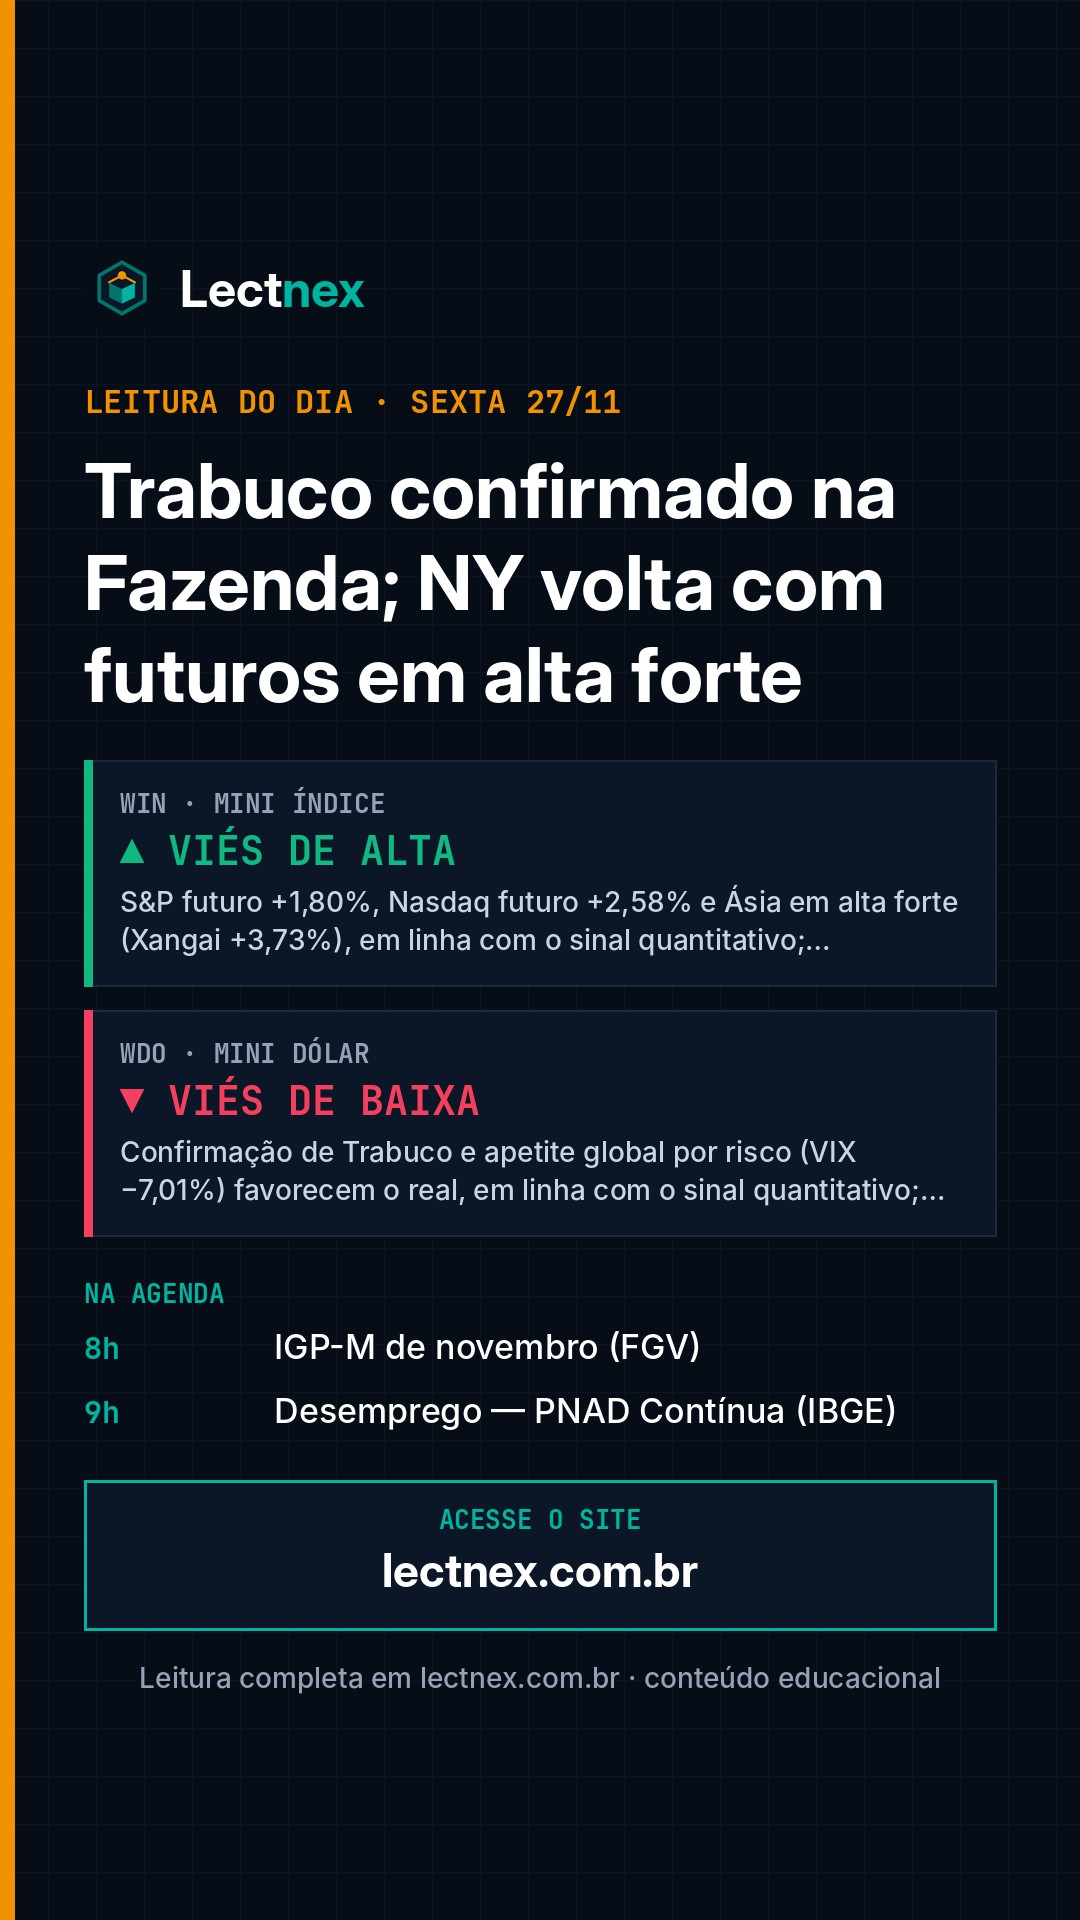 Lectnex
LEITURA DO DIA · SEXTA 27/11
Trabuco confirmado na
Fazenda; NY volta com
futuros em alta forte
WIN · MINI ÍNDICE
▲ VIÉS DE ALTA
S&P futuro +1,80%, Nasdaq futuro +2,58% e Ásia em alta forte
(Xangai +3,73%), em linha com o sinal quantitativo;...
WDO · MINI DÓLAR
▼ VIÉS DE BAIXA
Confirmação de Trabuco e apetite global por risco (VIX
−7,01%) favorecem o real, em linha com o sinal quantitativo;...
NA AGENDA
8h IGP-M de novembro (FGV)
9h Desemprego — PNAD Contínua (IBGE)
ACESSE O SITE
lectnex.com.br
Leitura completa em lectnex.com.br · conteúdo educacional